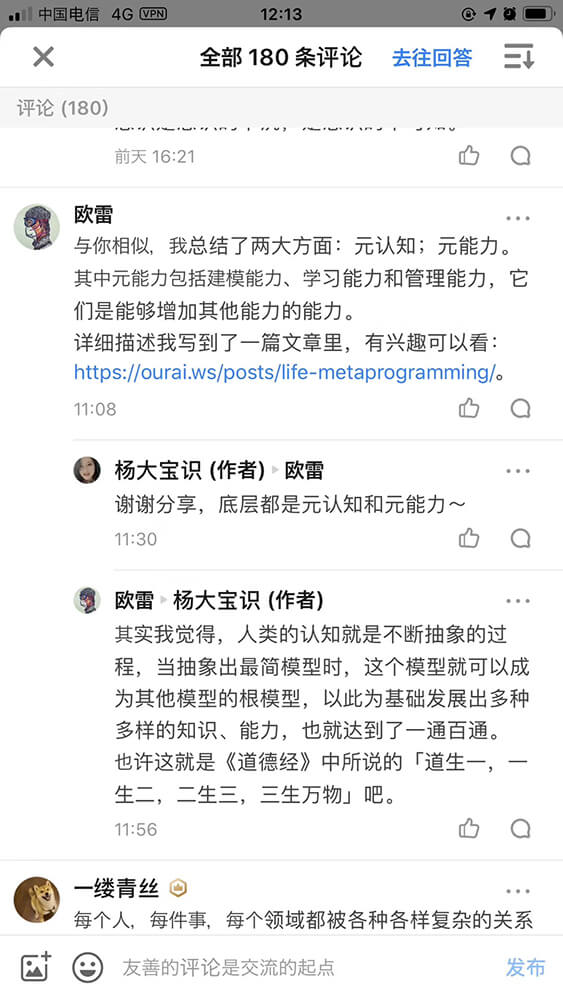 中国电信 4G VPN 12:13
全部 180 条评论 去往回答
评论 (180)
前天 16:21
欧雷
与你相似，我总结了两大方面：元认知；元能力。
其中元能力包括建模能力、学习能力和管理能力，它
们是能够增加其他能力的能力。
详细描述我写到了一篇文章里，有兴趣可以看：
https://ourai.ws/posts/life-metaprogramming/。
11:08
杨大宝识 (作者) 欧雷
谢谢分享，底层都是元认知和元能力～
11:30
欧雷 杨大宝识 (作者)
其实我觉得，人类的认知就是不断抽象的过
程，当抽象出最简模型时，这个模型就可以成
为其他模型的根模型，以此为基础发展出多种
多样的知识、能力，也就达到了一通百通。
也许这就是《道德经》中所说的「道生一，一
生二，二生三，三生万物」吧。
11:56
一缕青丝
每个人，每件事，每个领域都被各种各样复杂的关系
友善的评论是交流的起点 发布